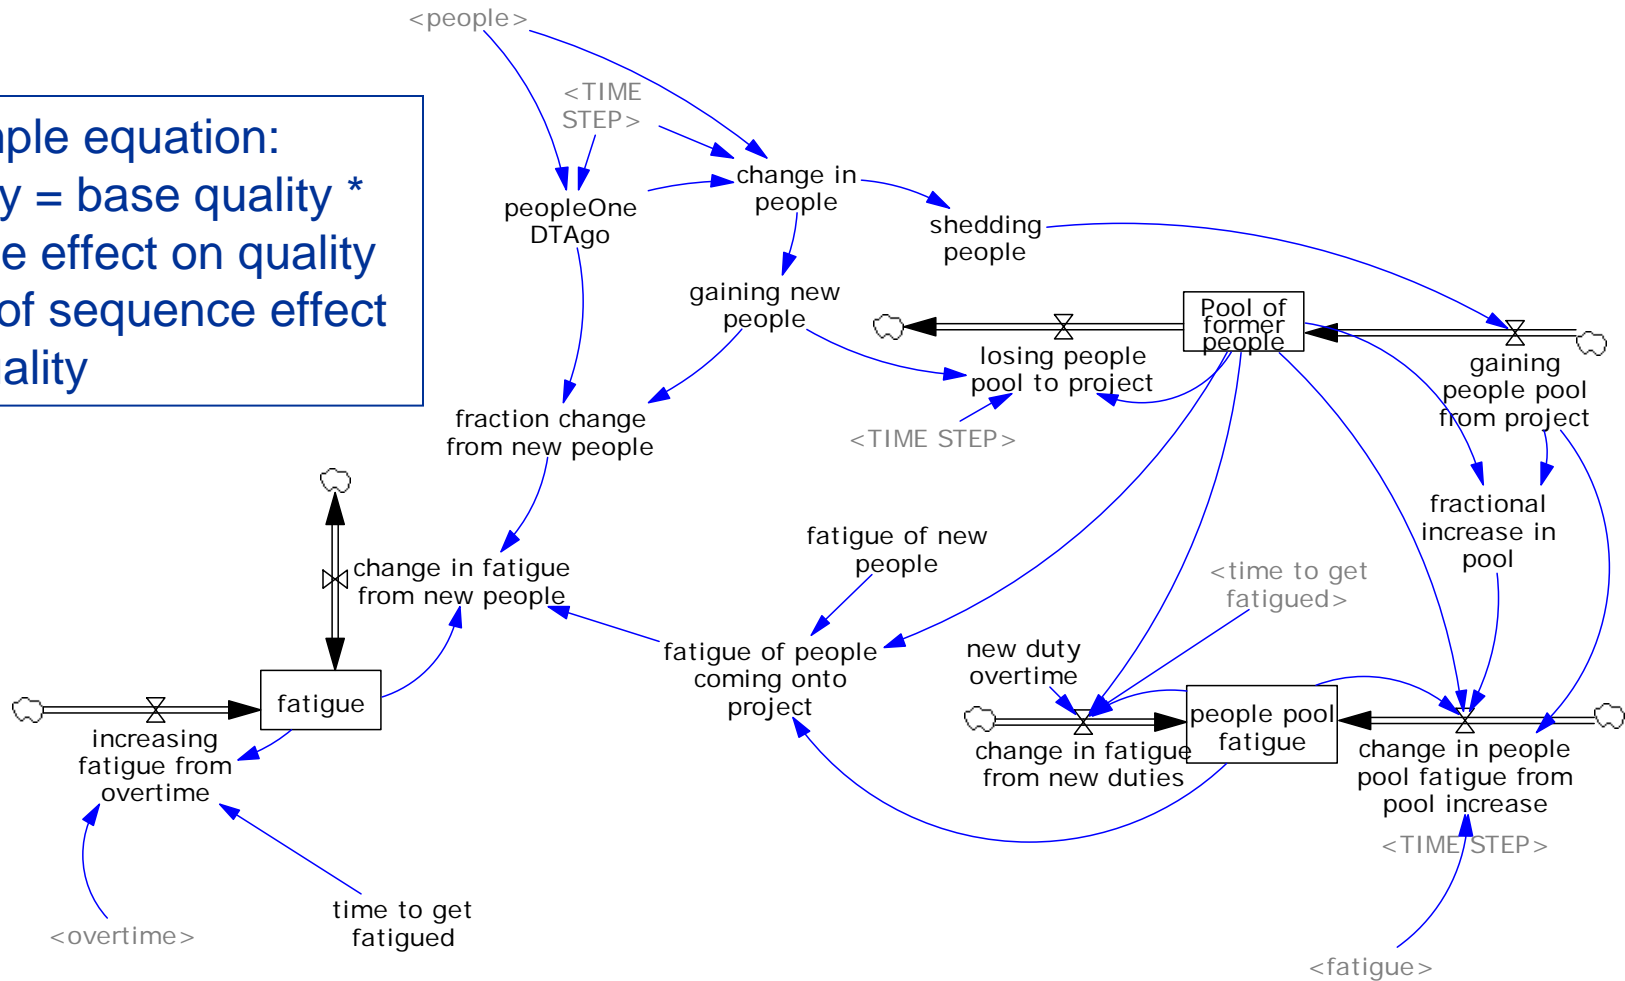 <people>
<TIME
STEP>
ple equation:
y = base quality *
e effect on quality
of sequence effect
ality
change in
people
peopleOne
DTAgo
shedding
people
gaining new
people
Pool of
former
people
losing people
pool to project
gaining
people pool
from project
fraction change
from new people
<TIME STEP>
fractional
increase in
pool
fatigue of new
people
change in fatigue
from new people
<time to get
fatigued>
fatigue of people
coming onto
project
new duty
overtime
fatigue
people pool
fatigue
increasing
fatigue from
overtime
change in fatigue
from new duties
change in people
pool fatigue from
pool increase
<TIME STEP>
time to get
fatigued
<overtime>
<fatigue>